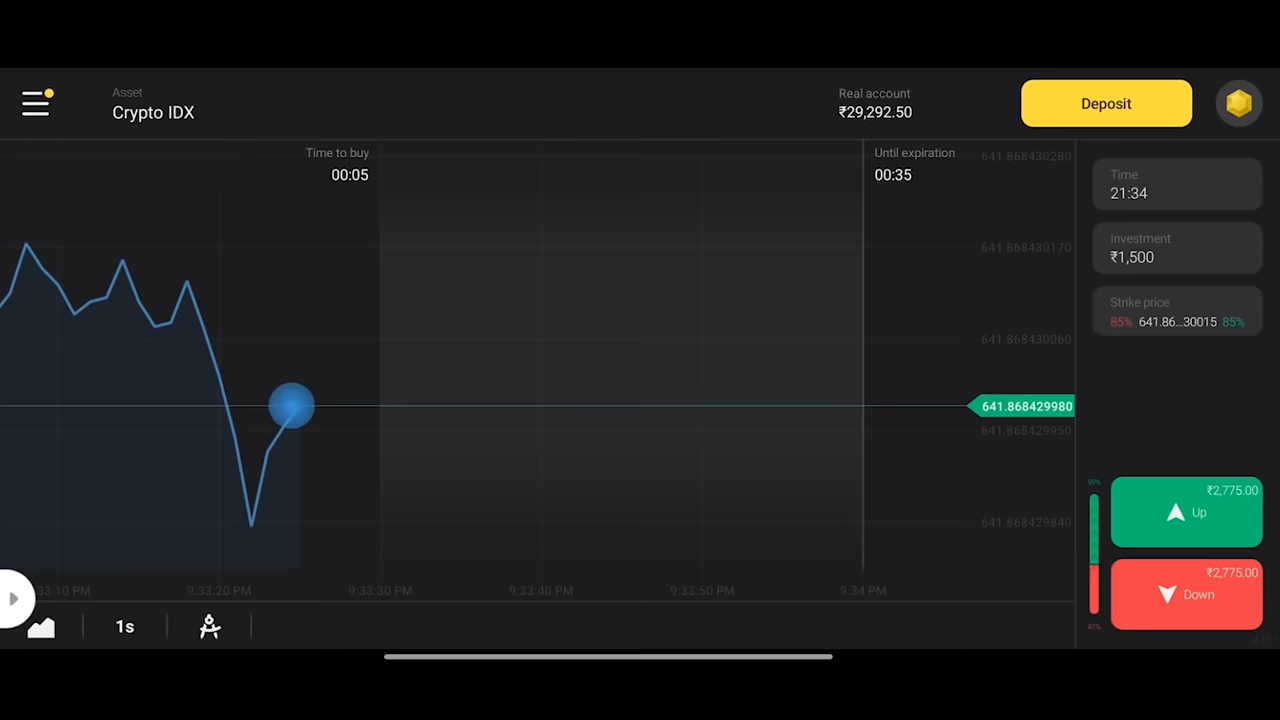 Asset
Crypto IDX
Real account
₹29,292.50
Deposit
Time to buy
00:05
Until expiration
00:35
641.868430280
641.868430170
641.868430060
641.868429980
641.868429950
641.868429840
Time
21:34
Investment
₹1,500
Strike price
85% 641.86...30015 85%
59%
₹2,775.00
Up
₹2,775.00
Down
41%
33:10 PM
9:33:20 PM
9:33:30 PM
9:33:40 PM
9:33:50 PM
9:34 PM
1s